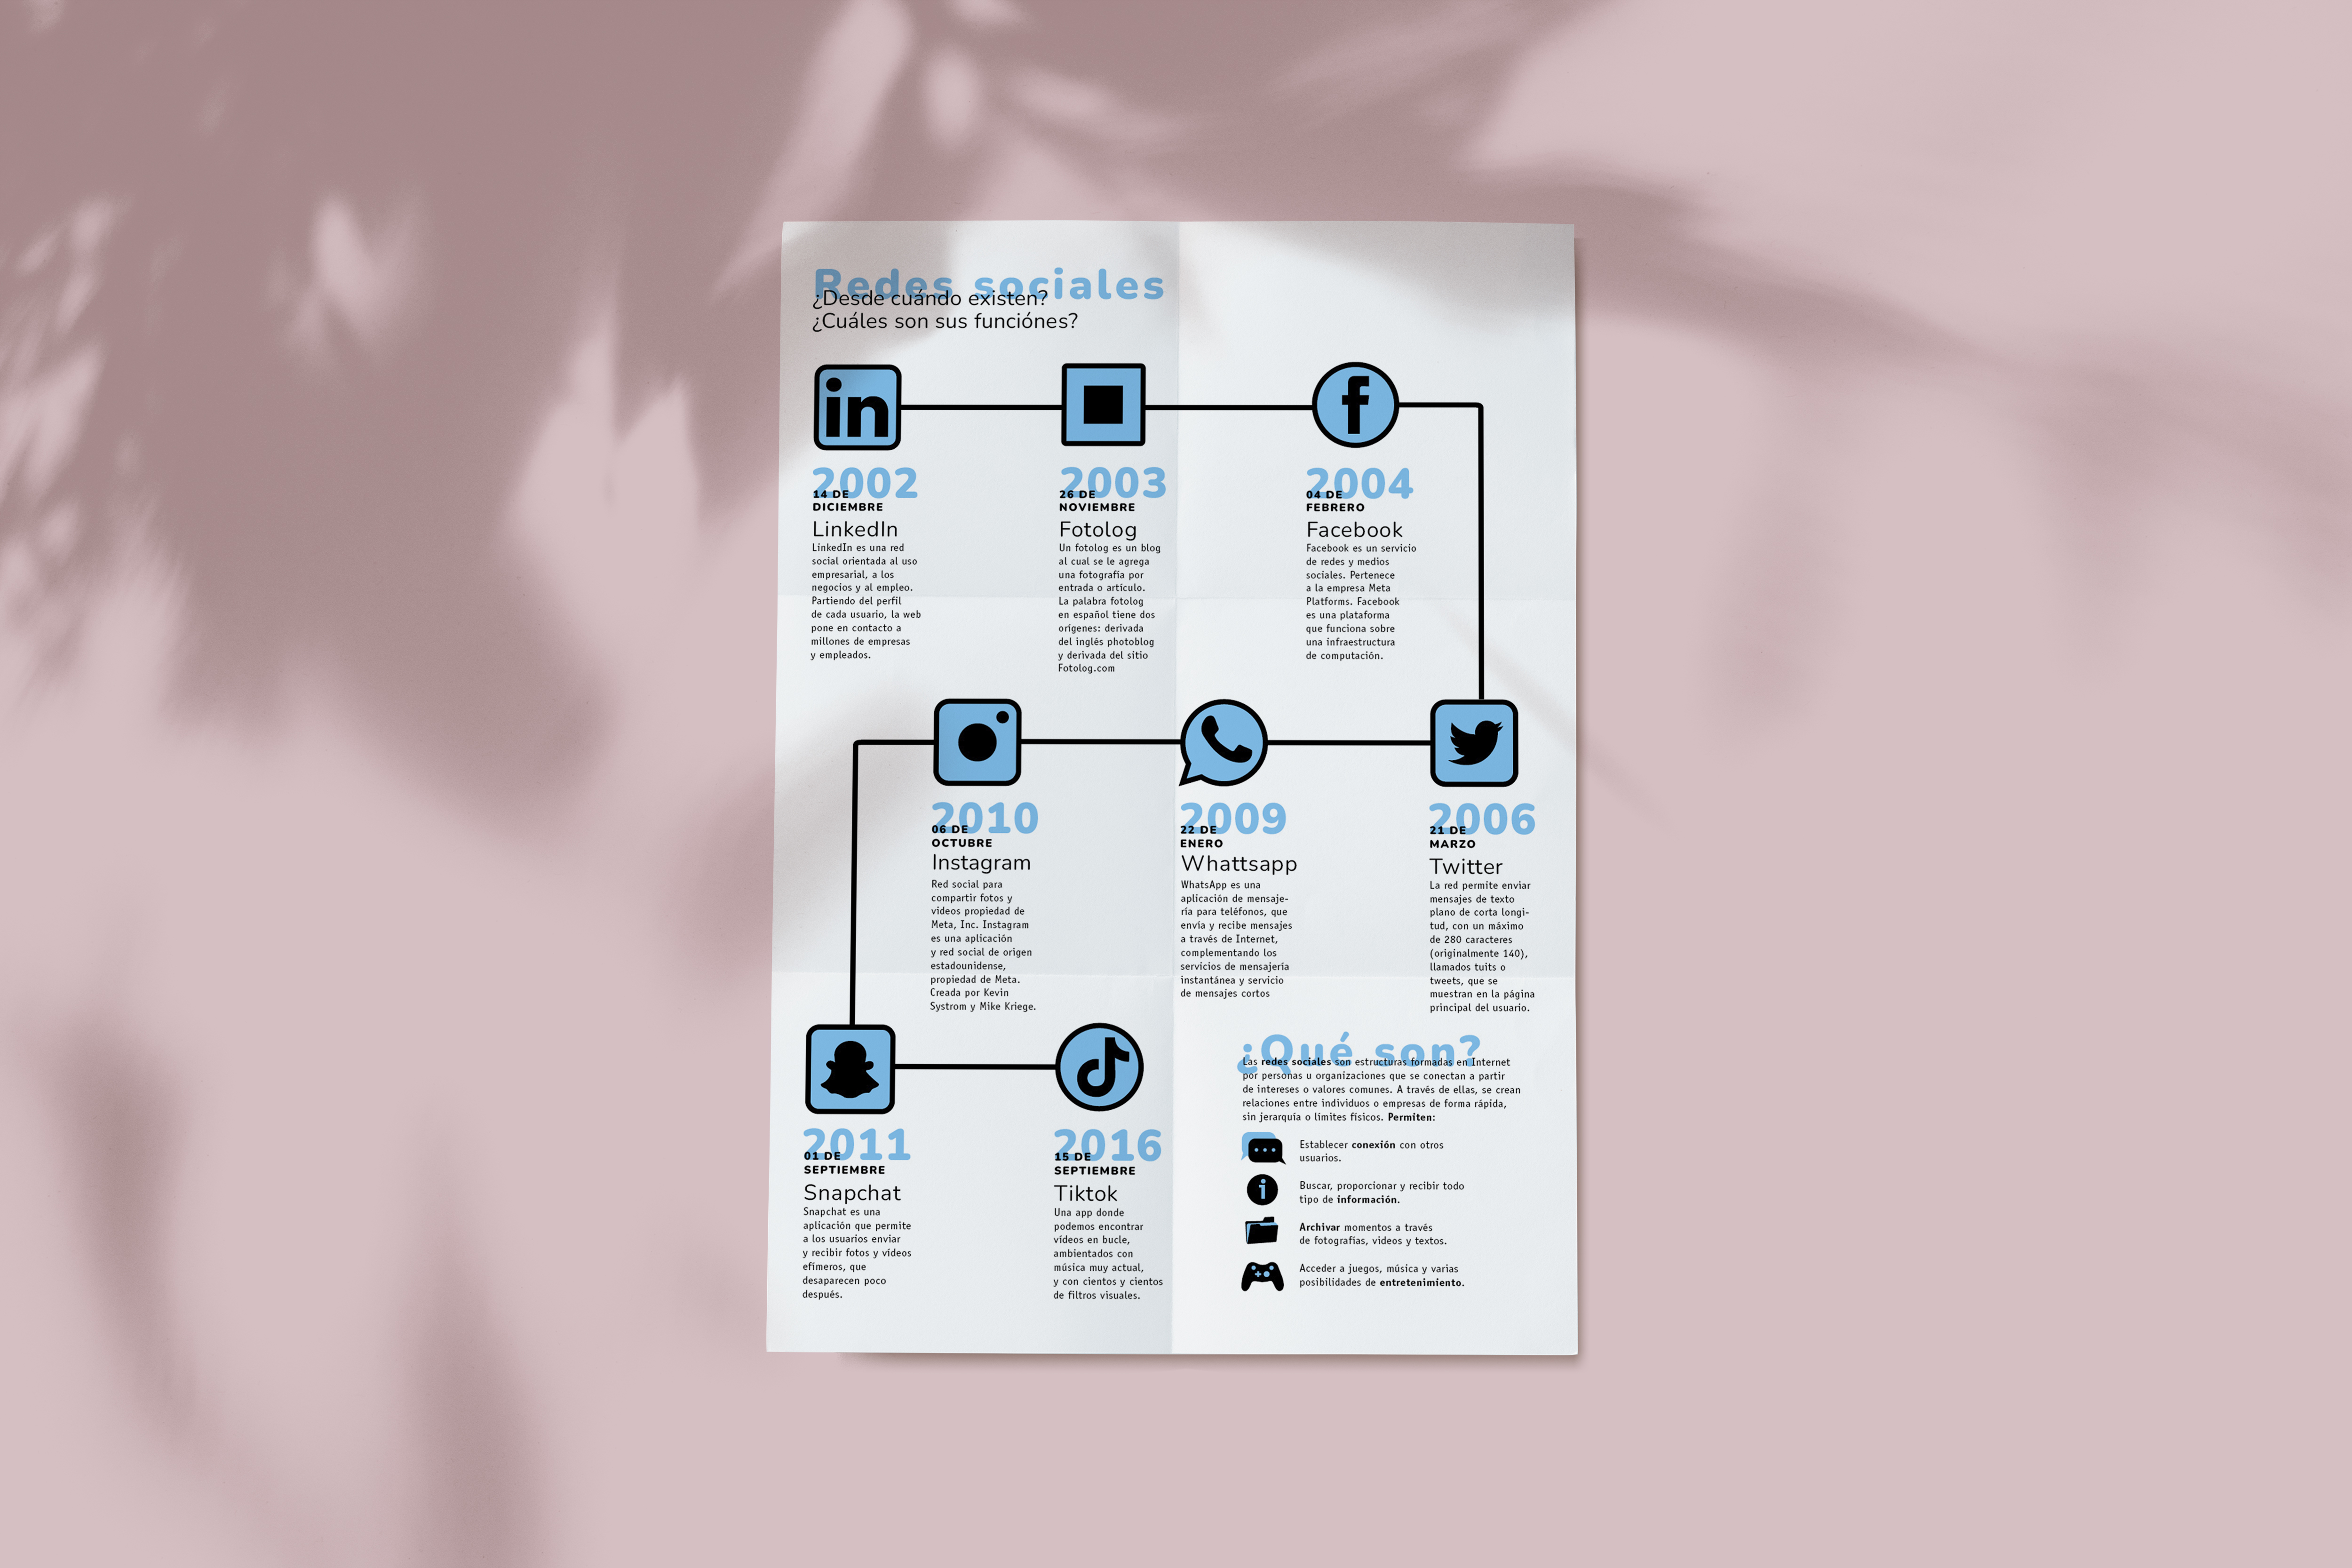 Redes sociales
¿Desde cuándo existen?
¿Cuáles son sus funciónes?
in
f
2002
14 DE
DICIEMBRE
LinkedIn
LinkedIn es una red
social orientada al uso
empresarial, a los
negocios y al empleo.
Partiendo del perfil
de cada usuario, la web
pone en contacto a
millones de empresas
y empleados.
2003
26 DE
NOVIEMBRE
Fotolog
Un fotolog es un blog
al cual se le agrega
una fotografía por
entrada o artículo.
La palabra fotolog
en español tiene dos
orígenes: derivada
del inglés photoblog
y derivada del sitio
Fotolog.com
2004
04 DE
FEBRERO
Facebook
Facebook es un servicio
de redes y medios
sociales. Pertenece
a la empresa Meta
Platforms. Facebook
es una plataforma
que funciona sobre
una infraestructura
de computación.
2010
06 DE
OCTUBRE
Instagram
Red social para
compartir fotos y
videos propiedad de
Meta, Inc. Instagram
es una aplicación
y red social de origen
estadounidense,
propiedad de Meta.
Creada por Kevin
Systrom y Mike Kriege.
2009
22 DE
ENERO
Whattsapp
WhatsApp es una
aplicación de mensaje-
ría para teléfonos, que
envía y recibe mensajes
a través de Internet,
complementando los
servicios de mensajería
instantánea y servicio
de mensajes cortos
2006
21 DE
MARZO
Twitter
La red permite enviar
mensajes de texto
plano de corta longi-
tud, con un máximo
de 280 caracteres
(originalmente 140),
llamados tuits o
tweets, que se
muestran en la página
principal del usuario.
2011
01 DE
SEPTIEMBRE
Snapchat
Snapchat es una
aplicación que permite
a los usuarios enviar
y recibir fotos y vídeos
efímeros, que
desaparecen poco
después.
2016
15 DE
SEPTIEMBRE
Tiktok
Una app donde
podemos encontrar
vídeos en bucle,
ambientados con
música muy actual,
y con cientos y cientos
de filtros visuales.
¿Qué son?
Las redes sociales son estructuras formadas en Internet
por personas u organizaciones que se conectan a partir
de intereses o valores comunes. A través de ellas, se crean
relaciones entre individuos o empresas de forma rápida,
sin jerarquía o límites físicos. Permiten:
Establecer conexión con otros
usuarios.
i
Buscar, proporcionar y recibir todo
tipo de información.
Archivar momentos a través
de fotografías, videos y textos.
Acceder a juegos, música y varias
posibilidades de entretenimiento.